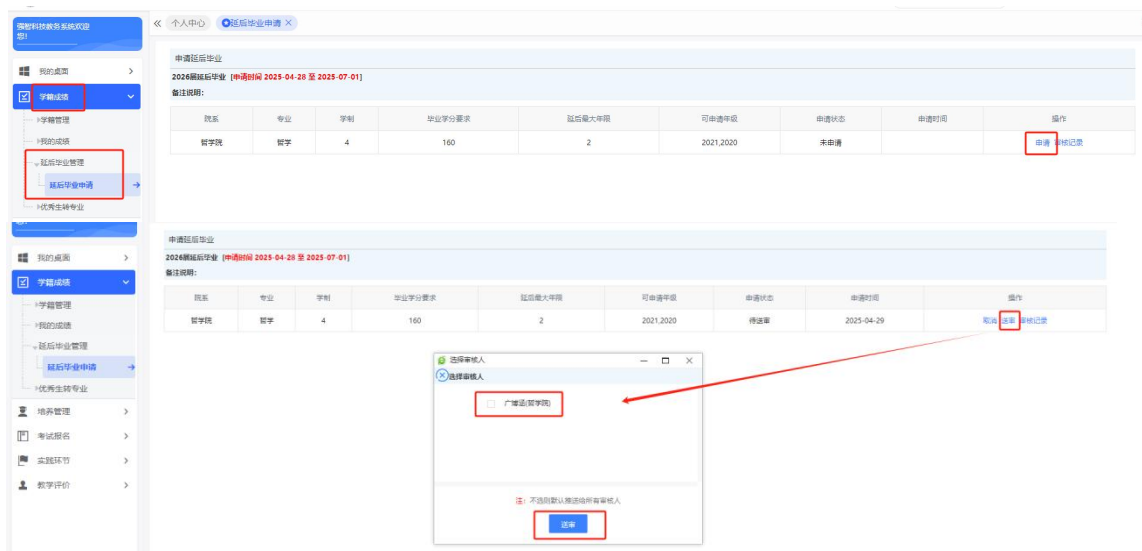 强智科技教务系统欢迎
您!
个人中心 延后毕业申请 ×
我的桌面
学籍成绩
学籍管理
我的成绩
延后毕业管理
延后毕业申请
优秀生转专业
申请延后毕业
2026届延后毕业 [申请时间 2025-04-28 至 2025-07-01]
备注说明:
院系 专业 学制 毕业学分要求 延后最大年限 可申请年级 申请状态 申请时间 操作
哲学院 哲学 4 160 2 2021,2020 未申请 申请 审核记录
我的桌面
学籍成绩
学籍管理
我的成绩
延后毕业管理
延后毕业申请
优秀生转专业
培养管理
考试报名
实践环节
教学评价
申请延后毕业
2026届延后毕业 [申请时间 2025-04-28 至 2025-07-01]
备注说明:
院系 专业 学制 毕业学分要求 延后最大年限 可申请年级 申请状态 申请时间 操作
哲学院 哲学 4 160 2 2021,2020 待送审 2025-04-29 取消 送审 审核记录
选择审核人
选择审核人
(哲学院)
注: 不选则默认推送给所有审核人
送审